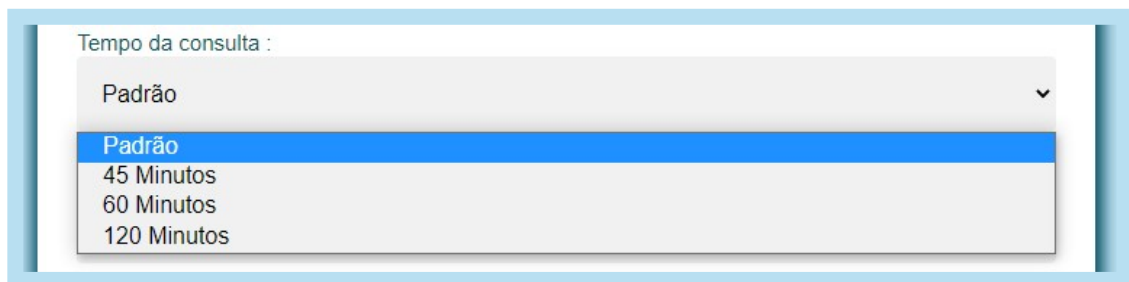 Tempo da consulta :
Padrão
Padrão
45 Minutos
60 Minutos
120 Minutos